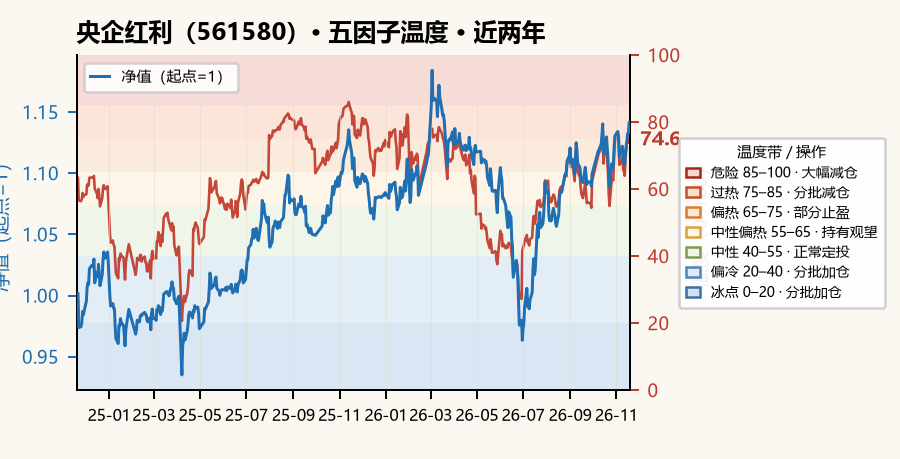 央企红利（561580）· 五因子温度 · 近两年
净值（起点=1）
净值（起点=1）
1.15
1.10
1.05
1.00
0.95
100
80
74.6
60
40
20
0
25-01 25-03 25-05 25-07 25-09 25-11 26-01 26-03 26-05 26-07 26-09 26-11
温度带 / 操作
危险 85–100 · 大幅减仓
过热 75–85 · 分批减仓
偏热 65–75 · 部分止盈
中性偏热 55–65 · 持有观望
中性 40–55 · 正常定投
偏冷 20–40 · 分批加仓
冰点 0–20 · 分批加仓